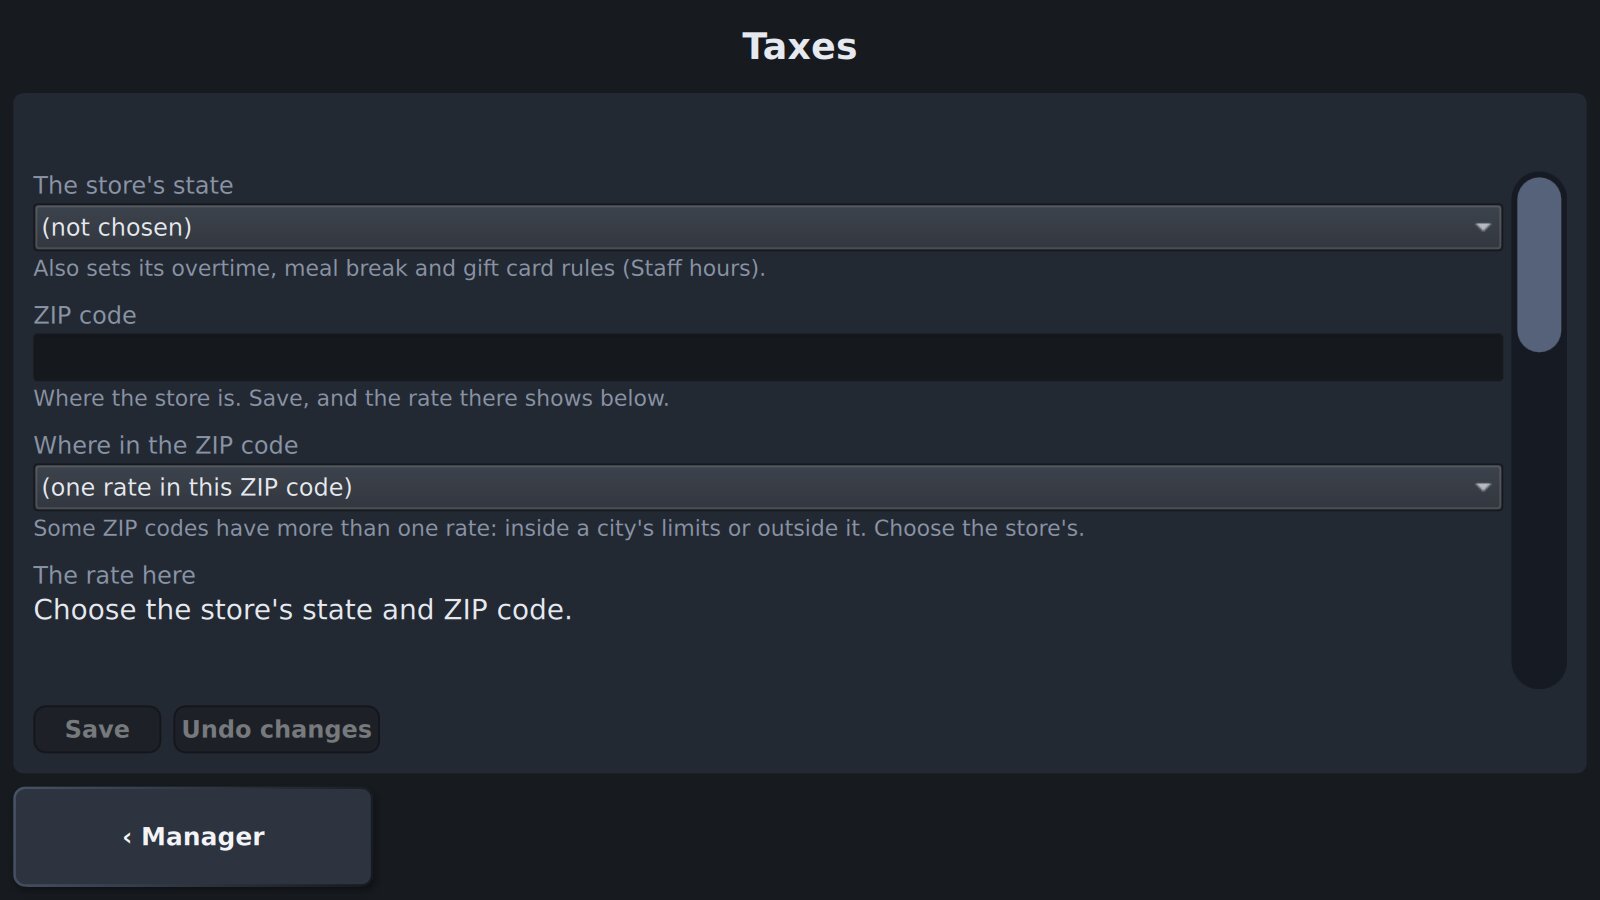 Taxes
The store's state
(not chosen)
Also sets its overtime, meal break and gift card rules (Staff hours).
ZIP code
Where the store is. Save, and the rate there shows below.
Where in the ZIP code
(one rate in this ZIP code)
Some ZIP codes have more than one rate: inside a city's limits or outside it. Choose the store's.
The rate here
Choose the store's state and ZIP code.
Save
Undo changes
‹ Manager